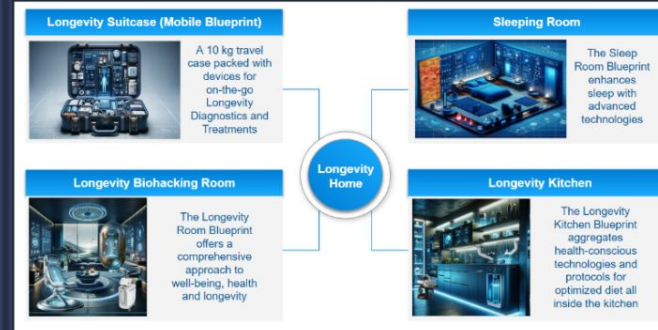 Longevity Suitcase (Mobile Blueprint)
A 10 kg travel
case packed with
devices for
on-the-go
Longevity
Diagnostics and
Treatments
Sleeping Room
The Sleep
Room Blueprint
enhances
sleep with
advanced
technologies
Longevity
Home
Longevity Biohacking Room
The Longevity
Room Blueprint
offers a
comprehensive
approach to
well-being, health
and longevity
Longevity Kitchen
The Longevity
Kitchen Blueprint
aggregates
health-conscious
technologies and
protocols for
optimized diet all
inside the kitchen